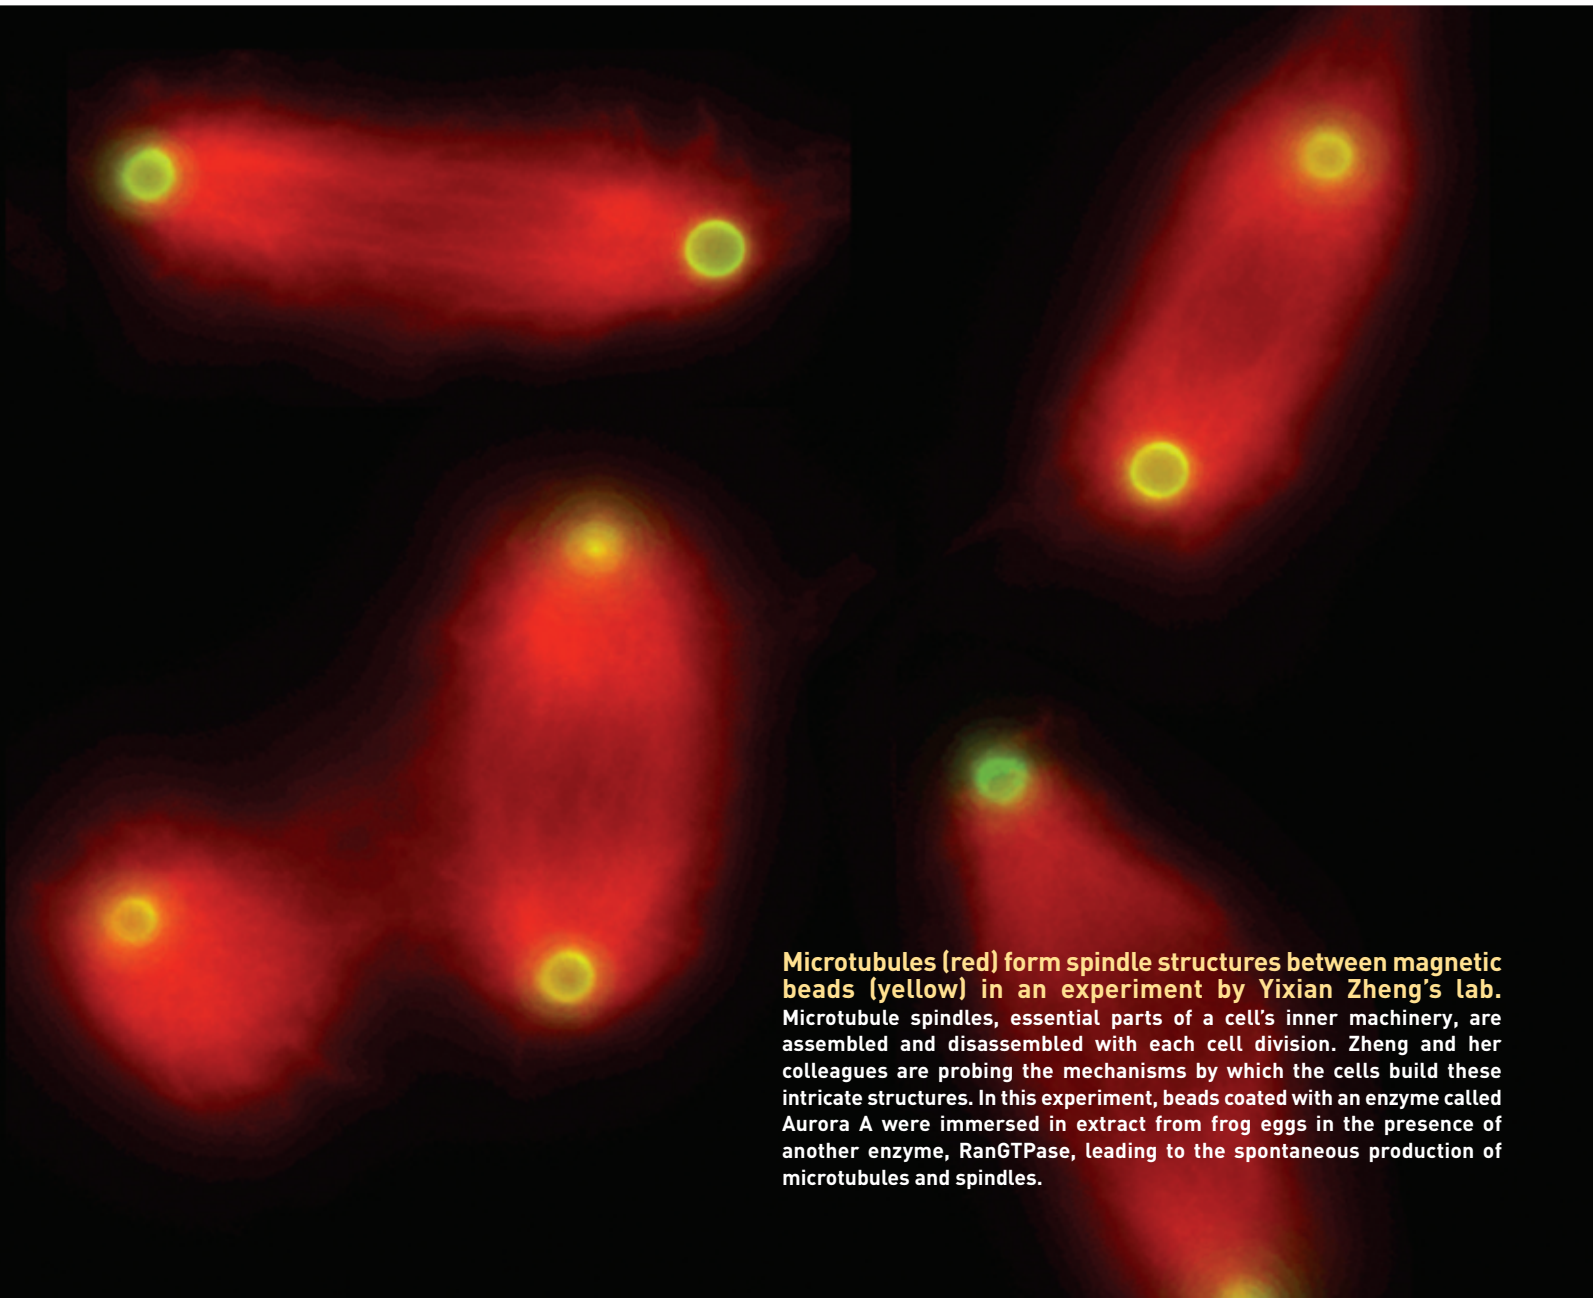 Microtubules (red) form spindle structures between magnetic
beads (yellow) in an experiment by Yixian Zheng’s lab.
Microtubule spindles, essential parts of a cell’s inner machinery, are
assembled and disassembled with each cell division. Zheng and her
colleagues are probing the mechanisms by which the cells build these
intricate structures. In this experiment, beads coated with an enzyme called
Aurora A were immersed in extract from frog eggs in the presence of
another enzyme, RanGTPase, leading to the spontaneous production of
microtubules and spindles.